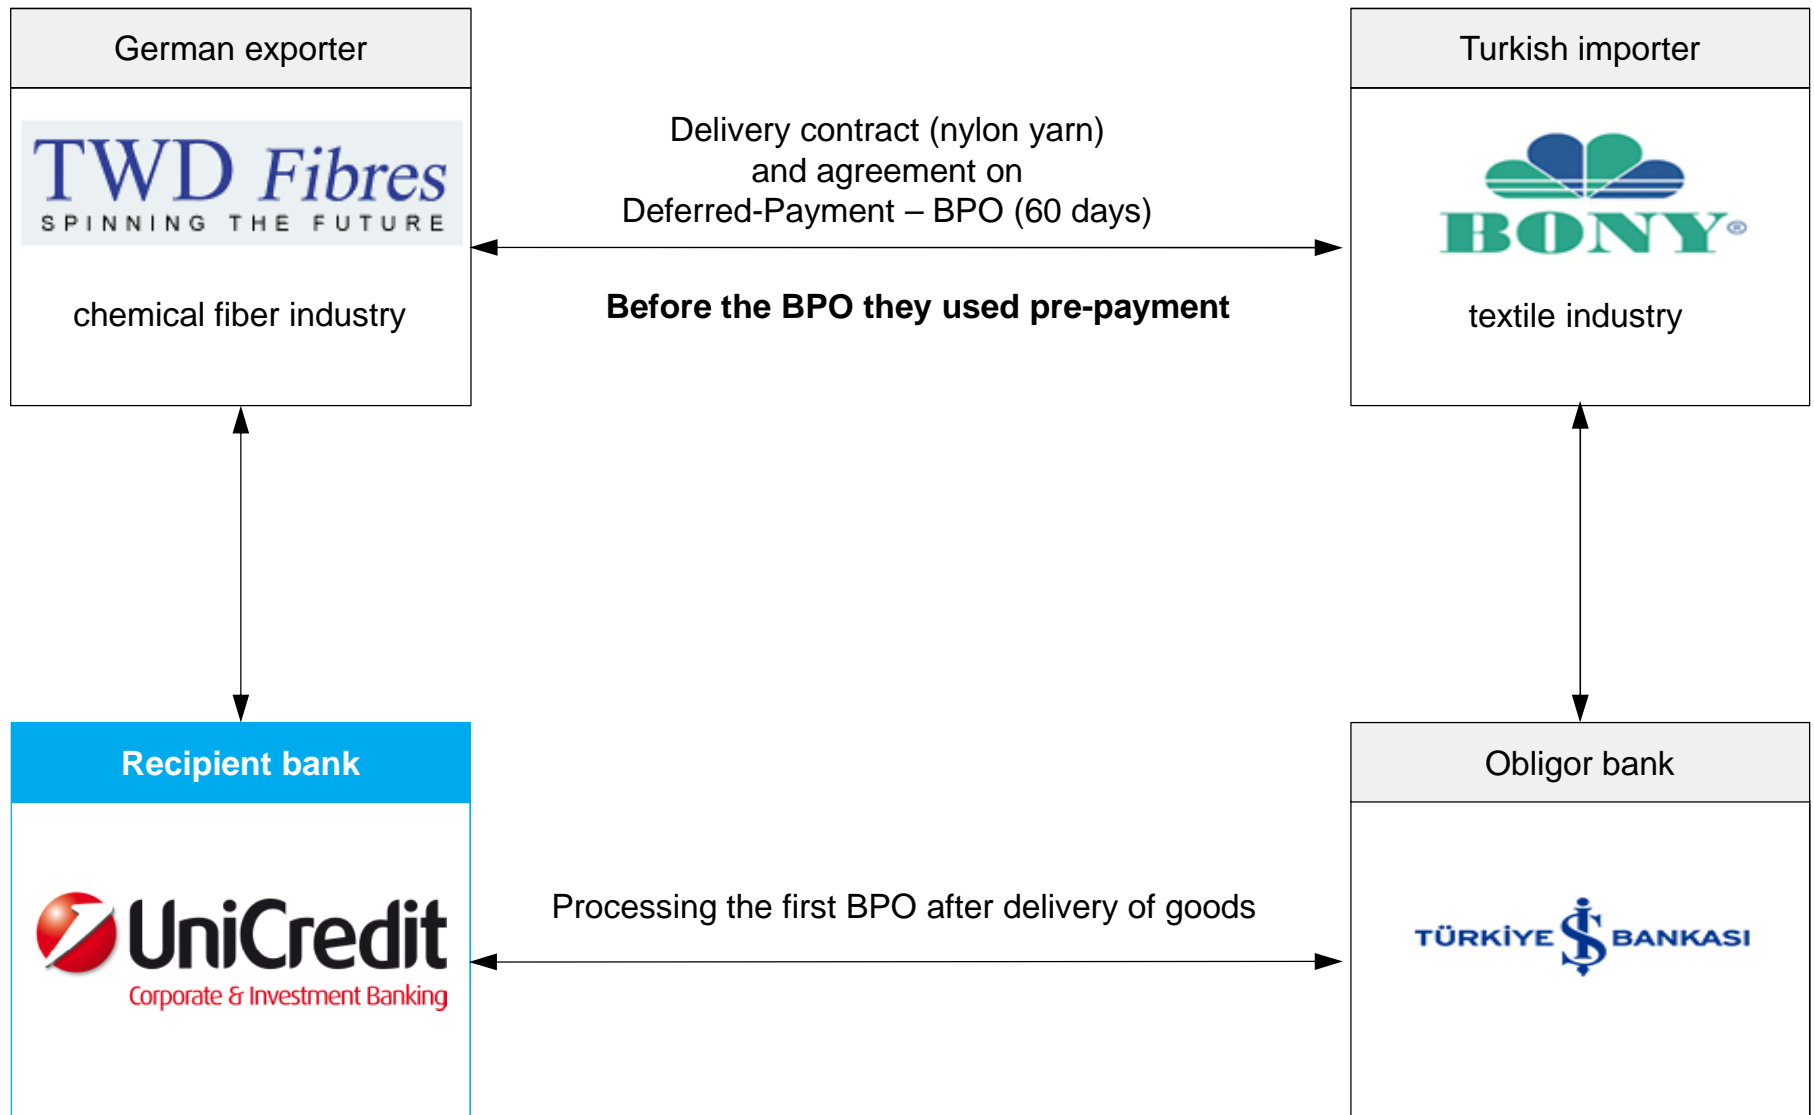 German exporter
Turkish importer
TWD Fibres
SPINNING THE FUTURE
chemical fiber industry
Delivery contract (nylon yarn)
and agreement on
Deferred-Payment – BPO (60 days)
Before the BPO they used pre-payment
BONY®
textile industry
Recipient bank
Obligor bank
UniCredit
Corporate & Investment Banking
Processing the first BPO after delivery of goods
TÜRKİYE İŞ BANKASI